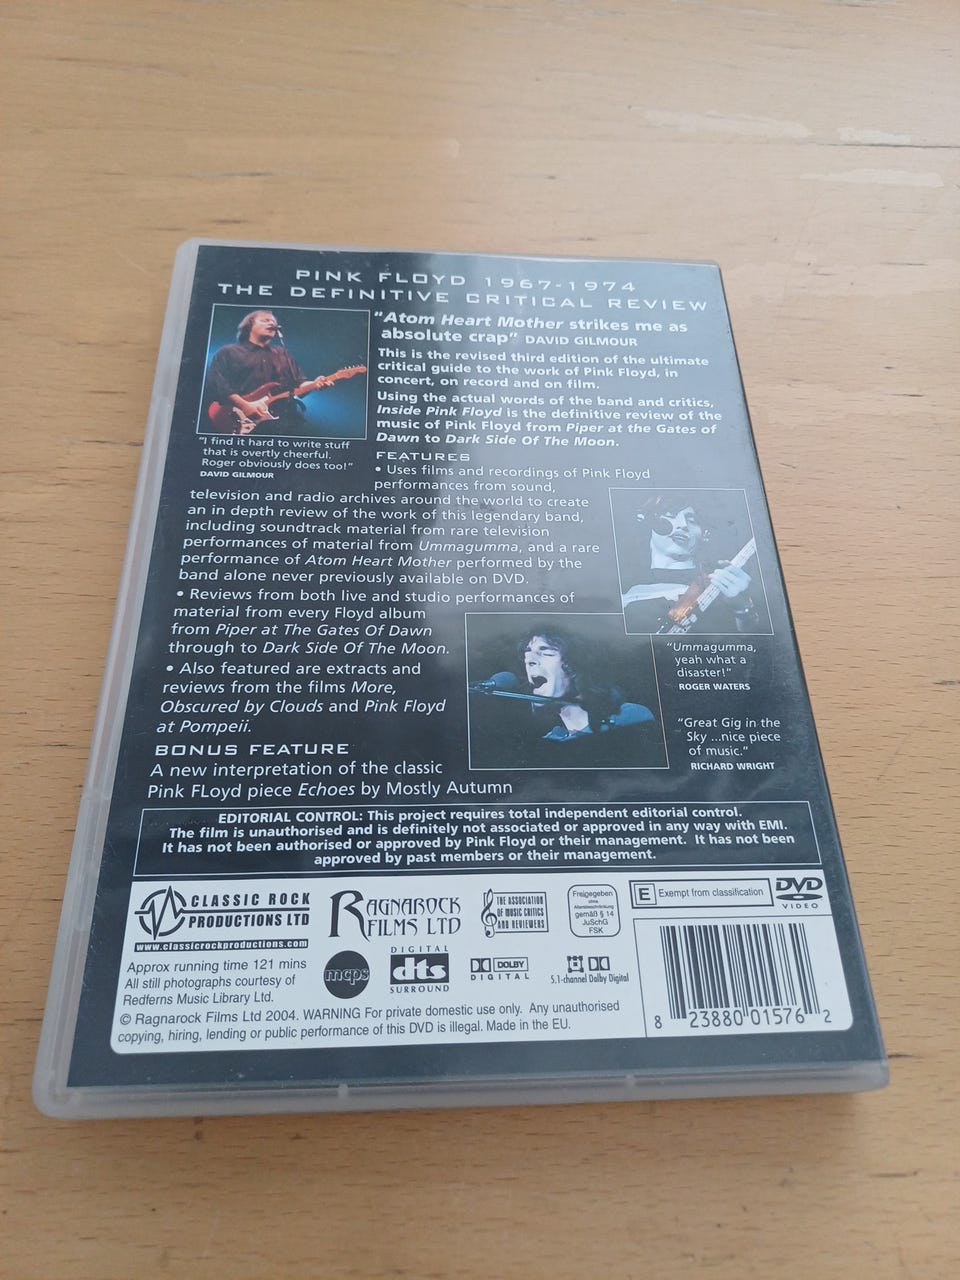 PINK FLOYD 1967-1974
THE DEFINITIVE CRITICAL REVIEW
"Atom Heart Mother strikes me as
absolute crap" DAVID GILMOUR
This is the revised third edition of the ultimate
critical guide to the work of Pink Floyd, in
concert, on record and on film.
Using the actual words of the band and critics,
Inside Pink Floyd is the definitive review of the
music of Pink Floyd from Piper at the Gates of
Dawn to Dark Side Of The Moon.
"I find it hard to write stuff
that is overtly cheerful.
Roger obviously does too!"
DAVID GILMOUR
FEATURES
• Uses films and recordings of Pink Floyd
performances from sound,
television and radio archives around the world to create
an in depth review of the work of this legendary band,
including soundtrack material from rare television
performances of material from Ummagumma, and a rare
performance of Atom Heart Mother performed by the
band alone never previously available on DVD.
• Reviews from both live and studio performances of
material from every Floyd album
from Piper at The Gates Of Dawn
through to Dark Side Of The Moon.
• Also featured are extracts and
reviews from the films More,
Obscured by Clouds and Pink Floyd
at Pompeii.
"Ummagumma,
yeah what a
disaster!"
ROGER WATERS
"Great Gig in the
Sky ...nice piece
of music."
RICHARD WRIGHT
BONUS FEATURE
A new interpretation of the classic
Pink FLoyd piece Echoes by Mostly Autumn
EDITORIAL CONTROL: This project requires total independent editorial control.
The film is unauthorised and is definitely not associated or approved in any way with EMI.
It has not been authorised or approved by Pink Floyd or their management. It has not been
approved by past members or their management.
CLASSIC ROCK
PRODUCTIONS LTD
www.classicrockproductions.com
RAGNAROCK
FILMS LTD
THE ASSOCIATION
OF MUSIC CRITICS
AND REVIEWERS
Freigegeben
ohne
Altersbeschränkung
gemäß § 14
JuSchG
FSK
E Exempt from classification
DVD
VIDEO
Approx running time 121 mins
All still photographs courtesy of
Redferns Music Library Ltd.
mcps
DIGITAL
dts
SURROUND
DOLBY
DIGITAL
5.1-channel Dolby Digital
© Ragnarock Films Ltd 2004. WARNING For private domestic use only. Any unauthorised
copying, hiring, lending or public performance of this DVD is illegal. Made in the EU.
8 23880 01576 2